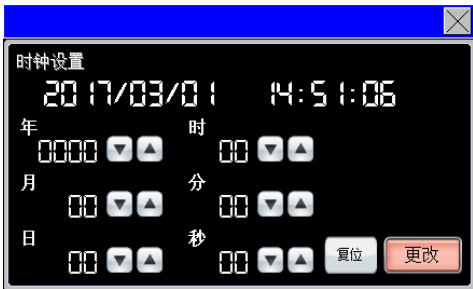 时钟设置
2017/03/01 14:51:06
年 时
0000 00
月 分
00 00
日 秒
00 00 复位 更改